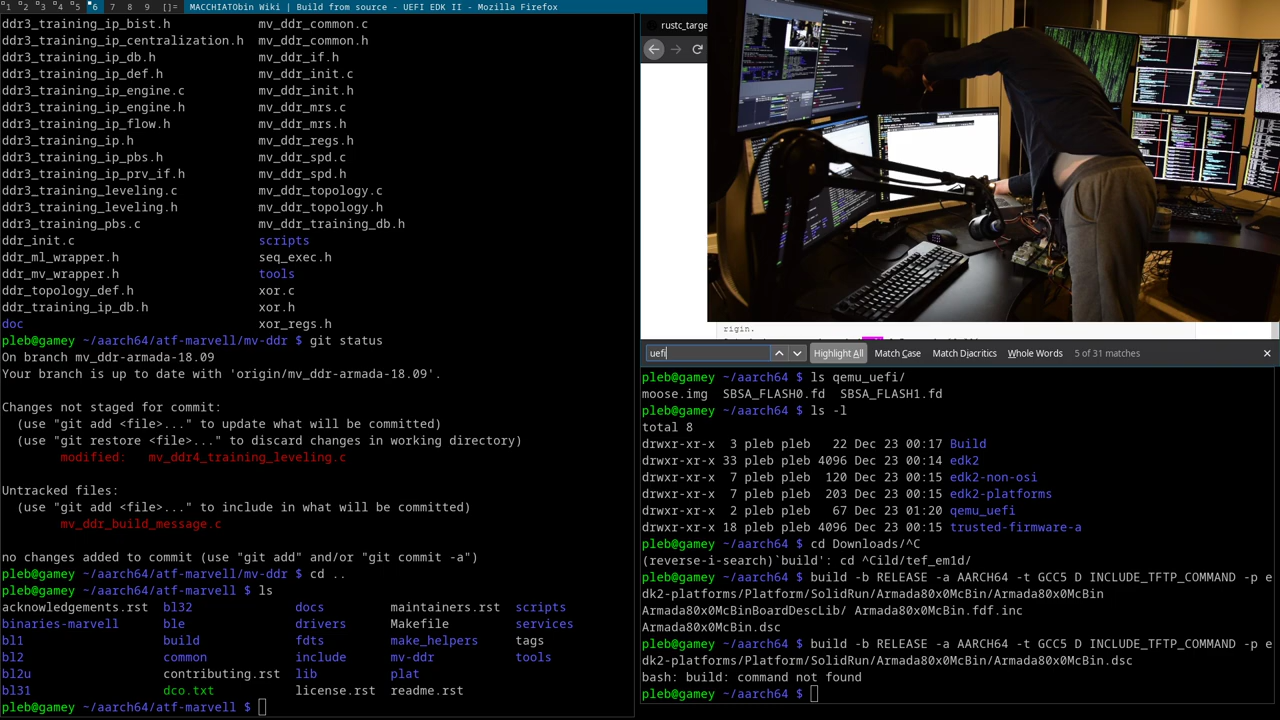 1 2 3 4 5 6 7 8 9 []= MACCHIATObin Wiki | Build from source - UEFI EDK II - Mozilla Firefox
ddr3_training_ip_bist.h mv_ddr_common.c
ddr3_training_ip_centralization.h mv_ddr_common.h
ddr3_training_ip_db.h mv_ddr_if.h
ddr3_training_ip_def.h mv_ddr_init.c
ddr3_training_ip_engine.c mv_ddr_init.h
ddr3_training_ip_engine.h mv_ddr_mrs.c
ddr3_training_ip_flow.h mv_ddr_mrs.h
ddr3_training_ip.h mv_ddr_regs.h
ddr3_training_ip_pbs.h mv_ddr_spd.c
ddr3_training_ip_prv_if.h mv_ddr_spd.h
ddr3_training_leveling.c mv_ddr_topology.c
ddr3_training_leveling.h mv_ddr_topology.h
ddr3_training_pbs.c mv_ddr_training_db.h
ddr_init.c scripts
ddr_ml_wrapper.h seq_exec.h
ddr_mv_wrapper.h tools
ddr_topology_def.h xor.c
ddr_training_ip_db.h xor.h
doc xor_regs.h
pleb@gamey ~/aarch64/atf-marvell/mv-ddr $ git status
On branch mv_ddr-armada-18.09
Your branch is up to date with 'origin/mv_ddr-armada-18.09'.
Changes not staged for commit:
(use "git add <file>..." to update what will be committed)
(use "git restore <file>..." to discard changes in working directory)
modified: mv_ddr4_training_leveling.c
Untracked files:
(use "git add <file>..." to include in what will be committed)
mv_ddr_build_message.c
no changes added to commit (use "git add" and/or "git commit -a")
pleb@gamey ~/aarch64/atf-marvell/mv-ddr $ cd ..
pleb@gamey ~/aarch64/atf-marvell $ ls
acknowledgements.rst bl32 docs maintainers.rst scripts
binaries-marvell ble drivers Makefile services
bl1 build fdts make_helpers tags
bl2 common include mv-ddr tools
bl2u contributing.rst lib plat
bl31 dco.txt license.rst readme.rst
pleb@gamey ~/aarch64/atf-marvell $
rustc_targe
rigin.
uefi Highlight All Match Case Match Diacritics Whole Words 5 of 31 matches
pleb@gamey ~/aarch64 $ ls qemu_uefi/
moose.img SBSA_FLASH0.fd SBSA_FLASH1.fd
pleb@gamey ~/aarch64 $ ls -l
total 8
drwxr-xr-x 3 pleb pleb 22 Dec 23 00:17 Build
drwxr-xr-x 33 pleb pleb 4096 Dec 23 00:14 edk2
drwxr-xr-x 7 pleb pleb 120 Dec 23 00:15 edk2-non-osi
drwxr-xr-x 7 pleb pleb 203 Dec 23 00:15 edk2-platforms
drwxr-xr-x 2 pleb pleb 67 Dec 23 01:20 qemu_uefi
drwxr-xr-x 18 pleb pleb 4096 Dec 23 00:15 trusted-firmware-a
pleb@gamey ~/aarch64 $ cd Downloads/^C
(reverse-i-search)`build': cd ^Cild/tef_em1d/
pleb@gamey ~/aarch64 $ build -b RELEASE -a AARCH64 -t GCC5 D INCLUDE_TFTP_COMMAND -p e
dk2-platforms/Platform/SolidRun/Armada80x0McBin/Armada80x0McBin
Armada80x0McBinBoardDescLib/ Armada80x0McBin.fdf.inc
Armada80x0McBin.dsc
pleb@gamey ~/aarch64 $ build -b RELEASE -a AARCH64 -t GCC5 D INCLUDE_TFTP_COMMAND -p e
dk2-platforms/Platform/SolidRun/Armada80x0McBin/Armada80x0McBin.dsc
bash: build: command not found
pleb@gamey ~/aarch64 $